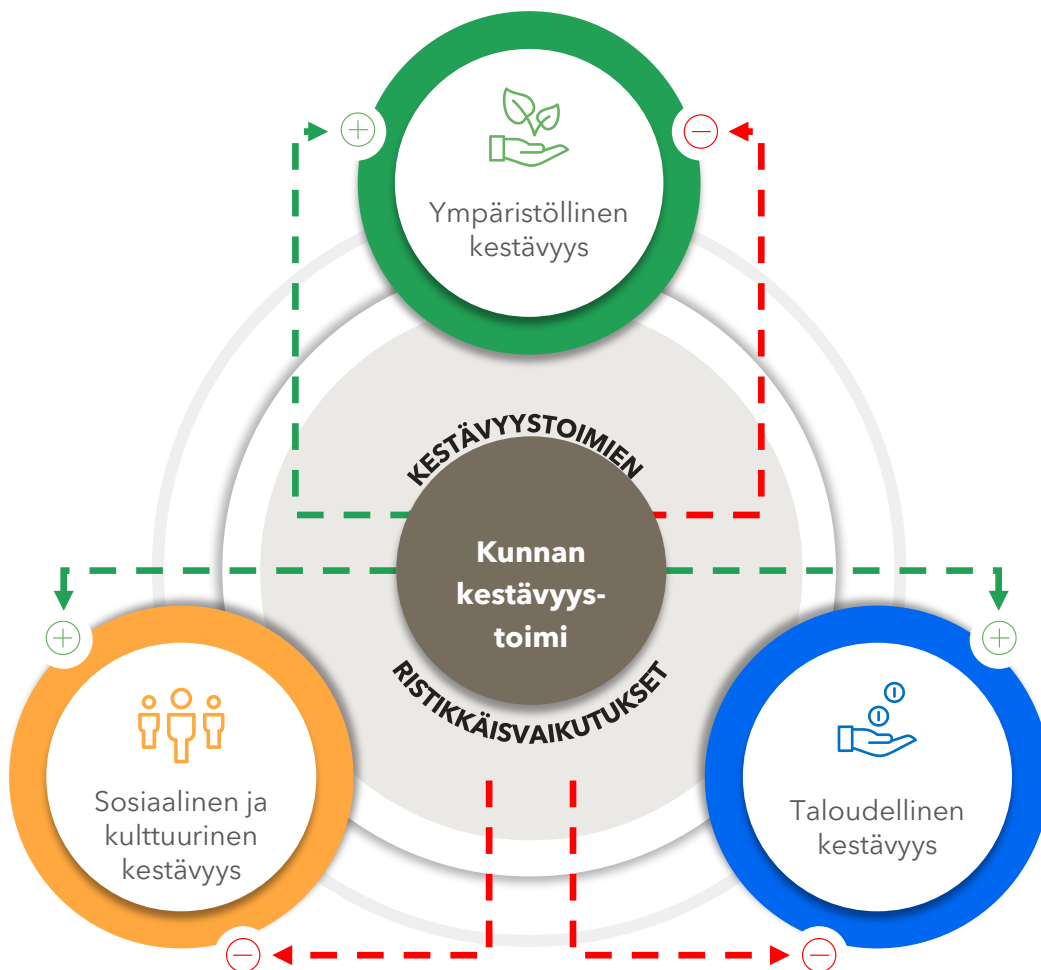 Ympäristöllinen
kestävyys
KESTÄVYYSTOIMIEN
Kunnan
kestävyys-
toimi
RISTIKKÄISVAIKUTUKSET
Sosiaalinen ja
kulttuurinen
kestävyys
Taloudellinen
kestävyys